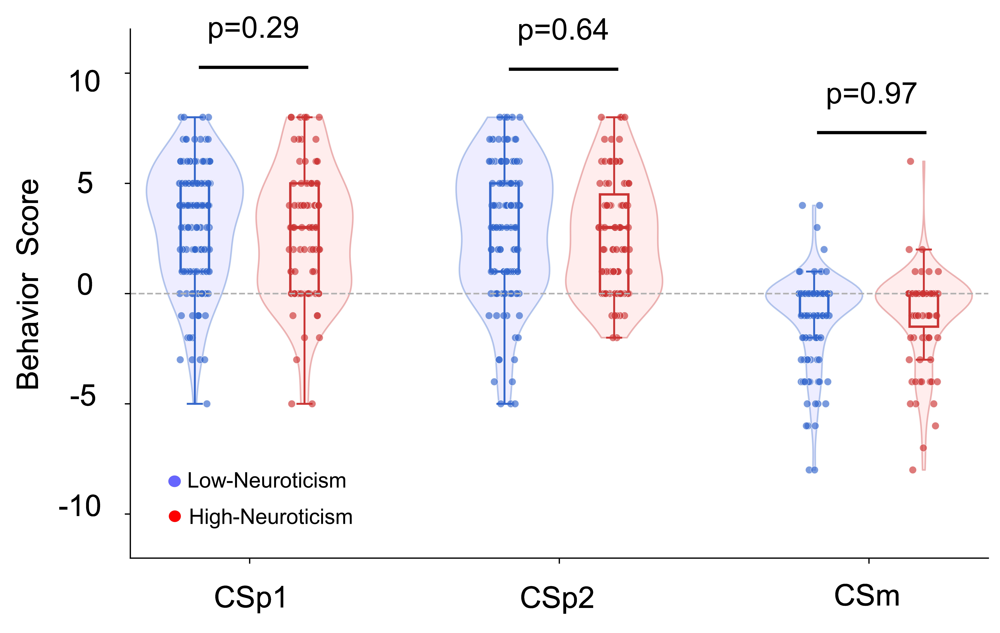 p=0.29
p=0.64
p=0.97
10
5
0
-5
-10
Behavior Score
Low-Neuroticism
High-Neuroticism
CSp1
CSp2
CSm